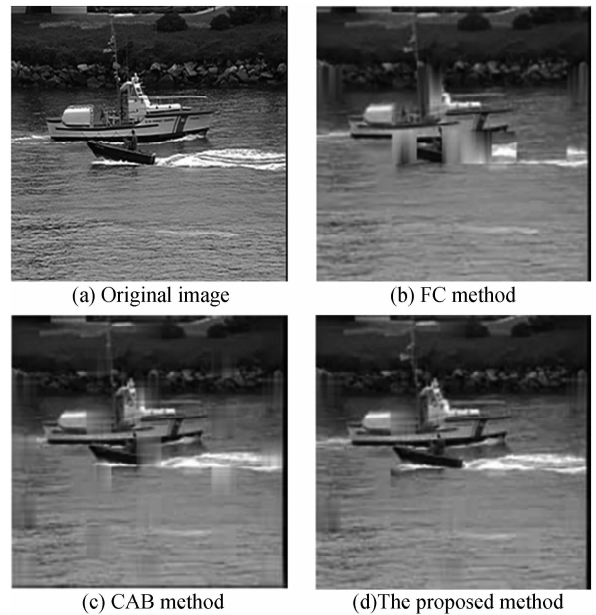 (a) Original image
(b) FC method
(c) CAB method
(d)The proposed method